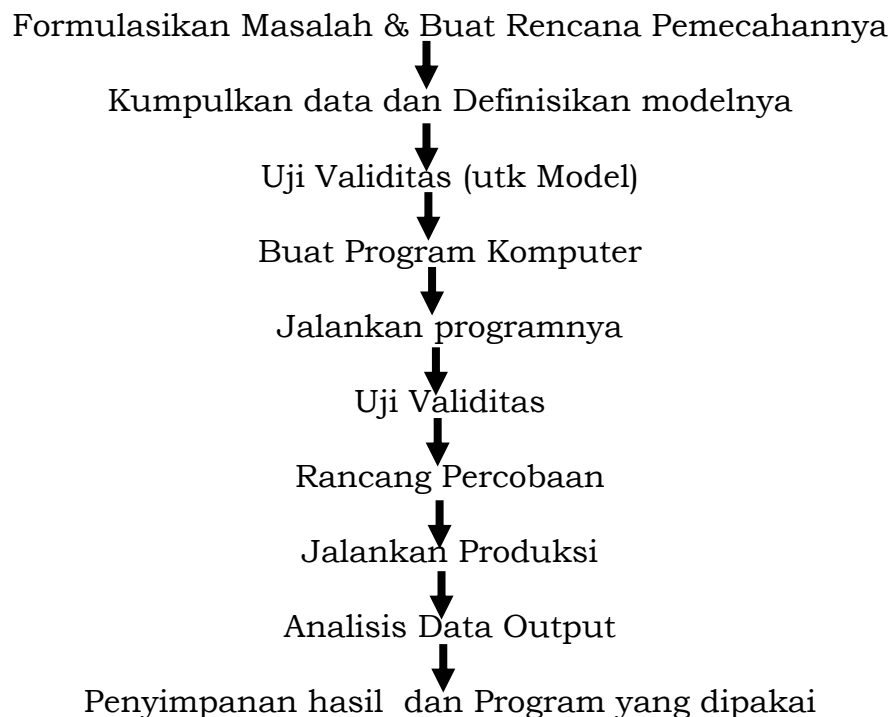 Formulasikan Masalah & Buat Rencana Pemecahannya
Kumpulkan data dan Definisikan modelnya
Uji Validitas (utk Model)
Buat Program Komputer
Jalankan programnya
Uji Validitas
Rancang Percobaan
Jalankan Produksi
Analisis Data Output
Penyimpanan hasil dan Program yang dipakai